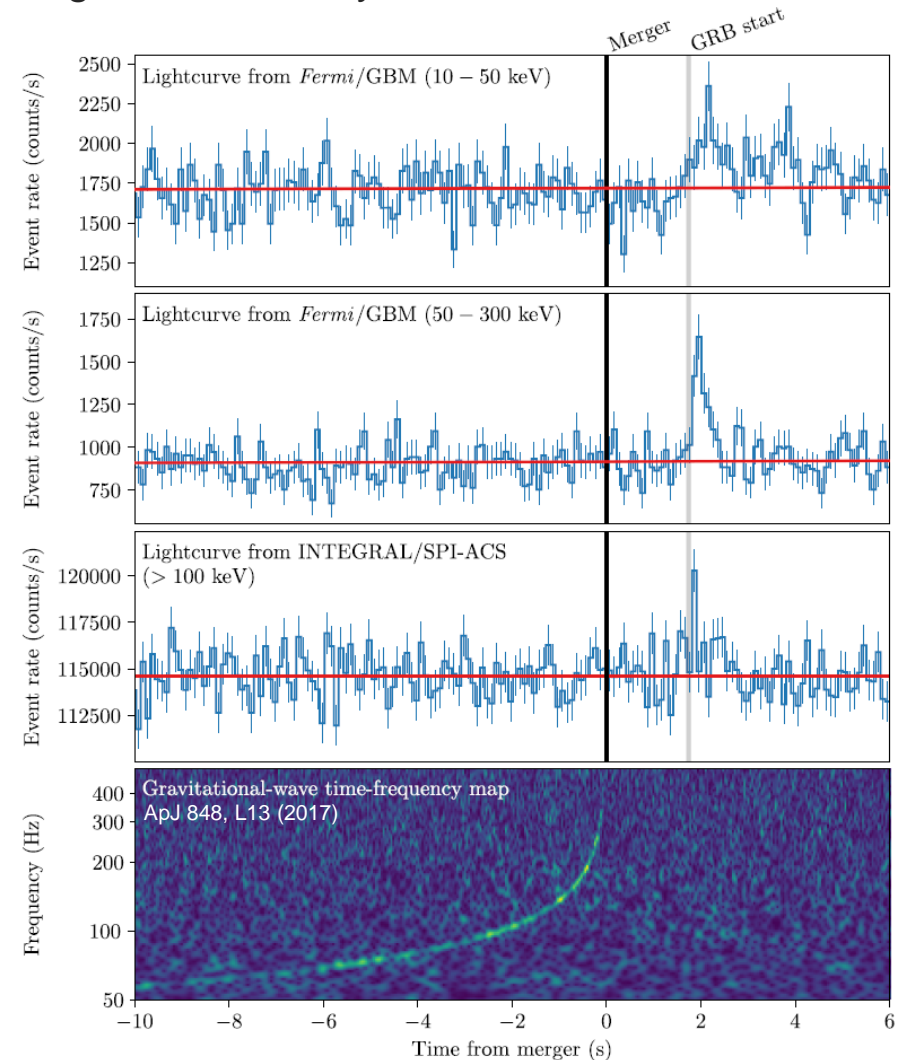 Merger
GRB start
Lightcurve from Fermi/GBM (10 − 50 keV)
Event rate (counts/s)
2500
2250
2000
1750
1500
1250
Lightcurve from Fermi/GBM (50 − 300 keV)
Event rate (counts/s)
1750
1500
1250
1000
750
Lightcurve from INTEGRAL/SPI-ACS
(> 100 keV)
Event rate (counts/s)
120000
117500
115000
112500
Gravitational-wave time-frequency map
ApJ 848, L13 (2017)
Frequency (Hz)
400
300
200
100
50
−10 −8 −6 −4 −2 0 2 4 6
Time from merger (s)